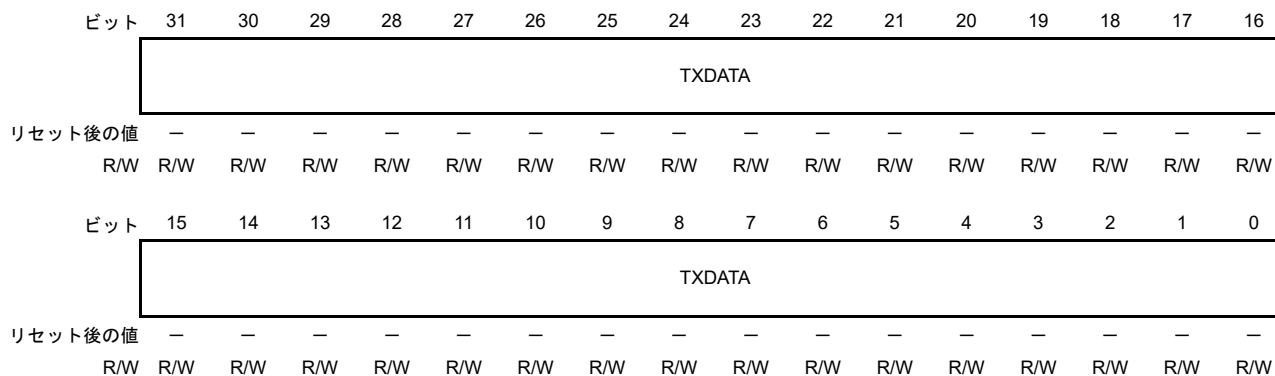 ビット 31 30 29 28 27 26 25 24 23 22 21 20 19 18 17 16
TXDATA
リセット後の値 － － － － － － － － － － － － － － － －
R/W R/W R/W R/W R/W R/W R/W R/W R/W R/W R/W R/W R/W R/W R/W R/W R/W
ビット 15 14 13 12 11 10 9 8 7 6 5 4 3 2 1 0
TXDATA
リセット後の値 － － － － － － － － － － － － － － － －
R/W R/W R/W R/W R/W R/W R/W R/W R/W R/W R/W R/W R/W R/W R/W R/W R/W